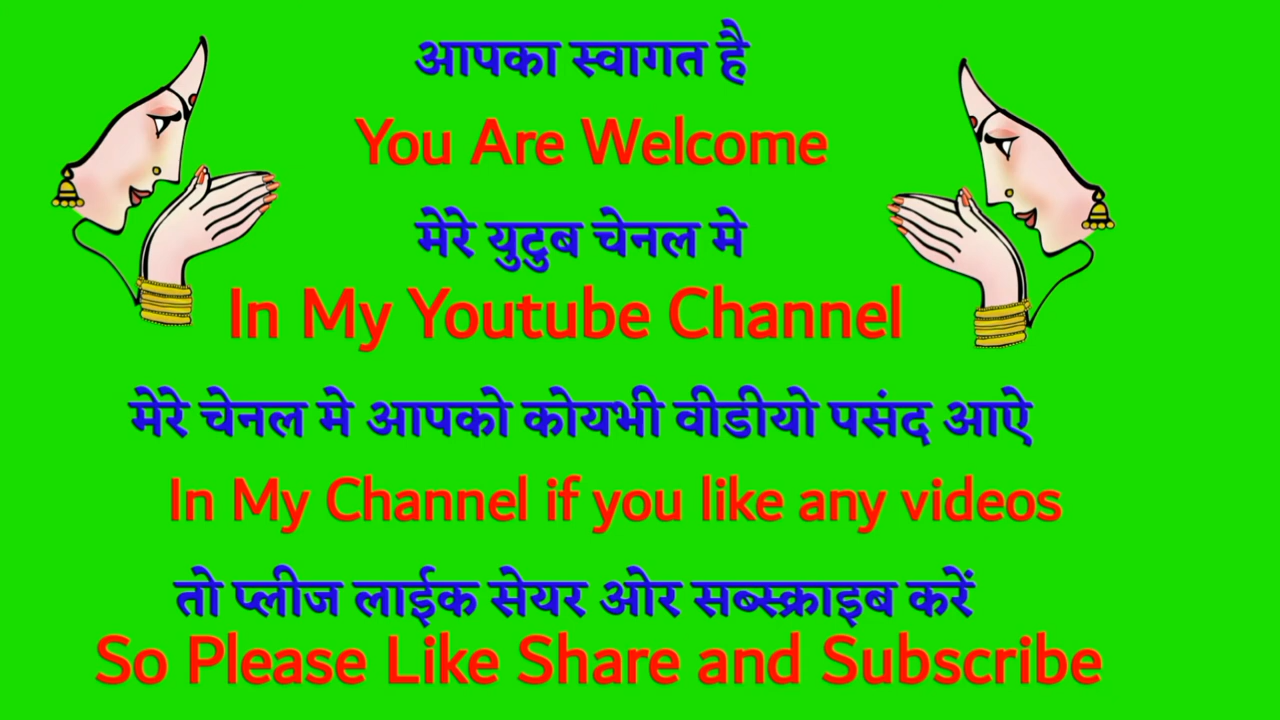 आपका स्वागत है
You Are Welcome
मेरे युटुब चेनल मे
In My Youtube Channel
मेरे चेनल मे आपको कोयभी वीडीयो पसंद आऐ
In My Channel if you like any videos
तो प्लीज लाईक सेयर ओर सब्स्क्राइब करें
So Please Like Share and Subscribe